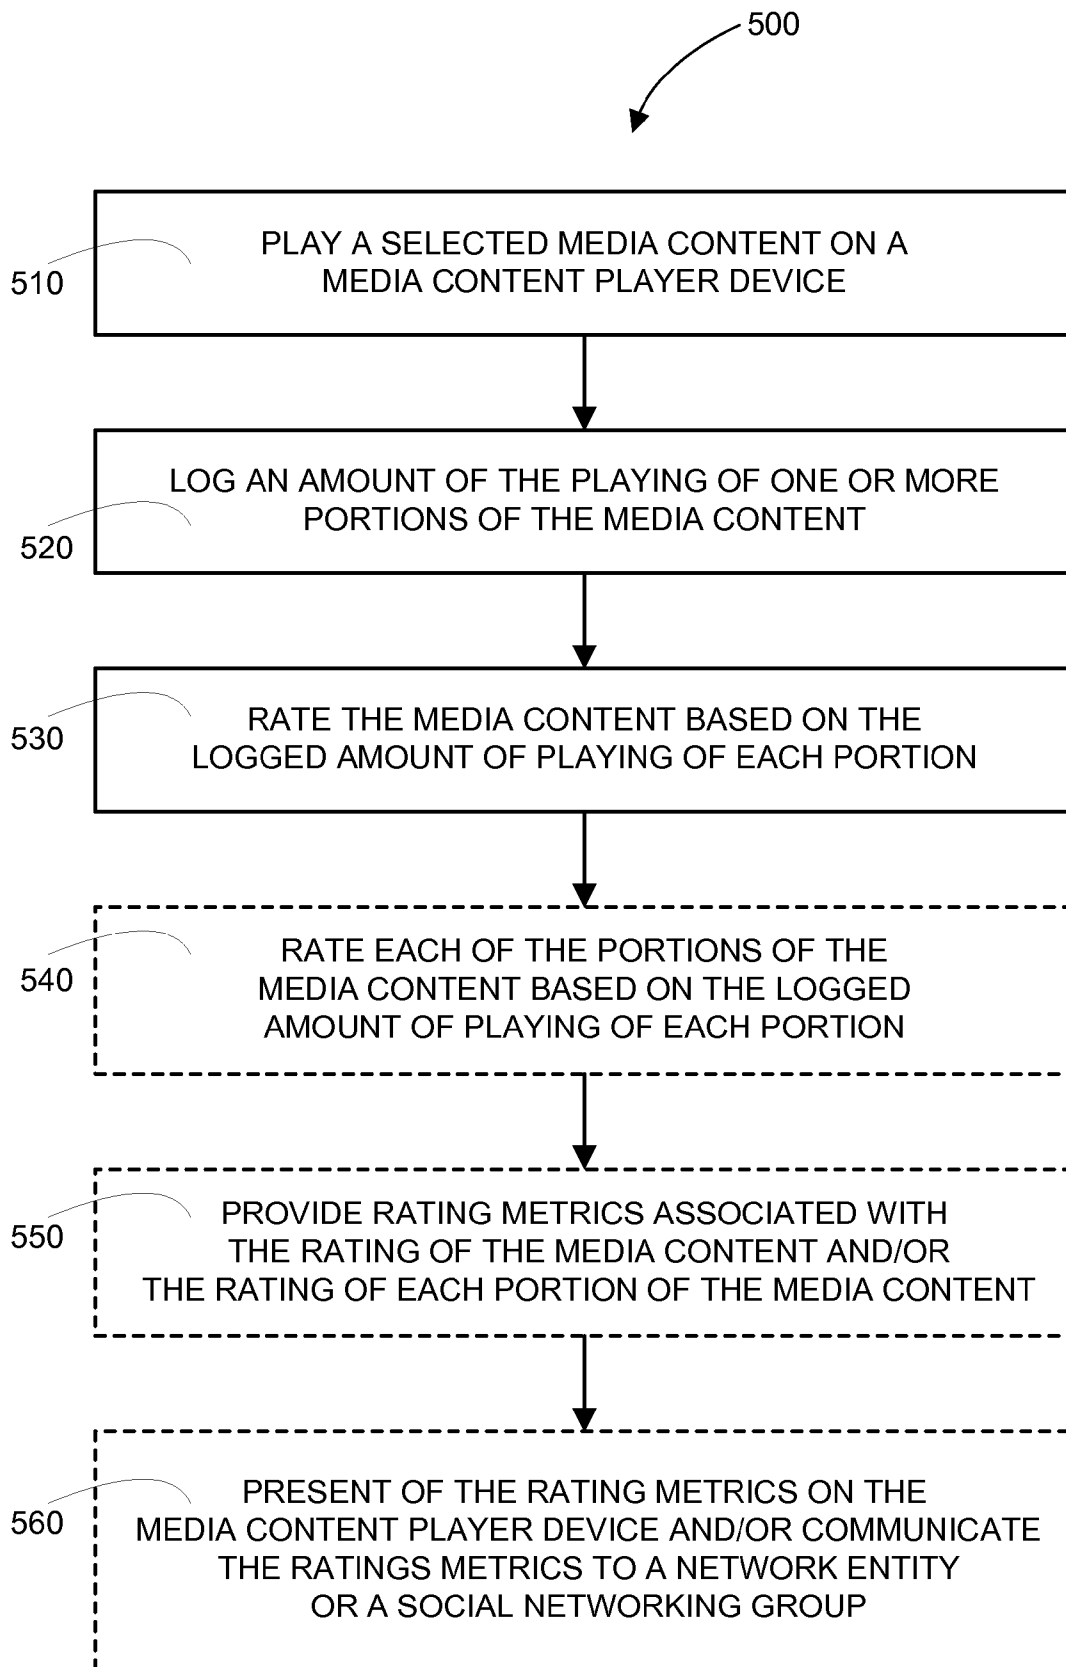 500
510
PLAY A SELECTED MEDIA CONTENT ON A
MEDIA CONTENT PLAYER DEVICE
520
LOG AN AMOUNT OF THE PLAYING OF ONE OR MORE
PORTIONS OF THE MEDIA CONTENT
530
RATE THE MEDIA CONTENT BASED ON THE
LOGGED AMOUNT OF PLAYING OF EACH PORTION
540
RATE EACH OF THE PORTIONS OF THE
MEDIA CONTENT BASED ON THE LOGGED
AMOUNT OF PLAYING OF EACH PORTION
550
PROVIDE RATING METRICS ASSOCIATED WITH
THE RATING OF THE MEDIA CONTENT AND/OR
THE RATING OF EACH PORTION OF THE MEDIA CONTENT
560
PRESENT OF THE RATING METRICS ON THE
MEDIA CONTENT PLAYER DEVICE AND/OR COMMUNICATE
THE RATINGS METRICS TO A NETWORK ENTITY
OR A SOCIAL NETWORKING GROUP